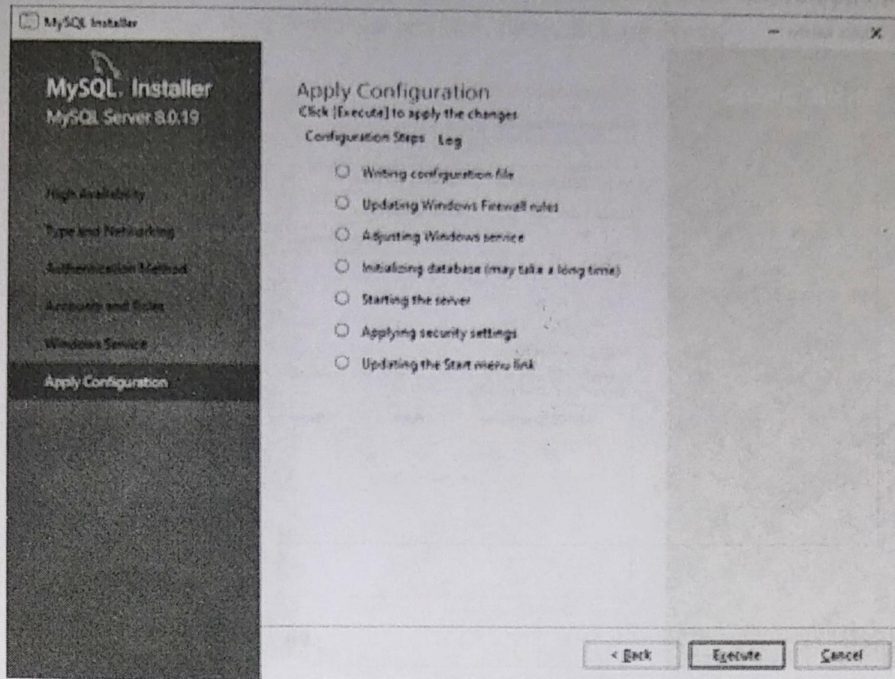 MySQL Installer
MySQL. Installer
MySQL Server 8.0.19
High Availability
Type and Networking
Authentication Method
Accounts and Roles
Windows Service
Apply Configuration
Apply Configuration
Click [Execute] to apply the changes
Configuration Steps Log
Writing configuration file
Updating Windows Firewall rules
Adjusting Windows service
Initializing database (may take a long time)
Starting the server
Applying security settings
Updating the Start menu link
< Back Execute Cancel